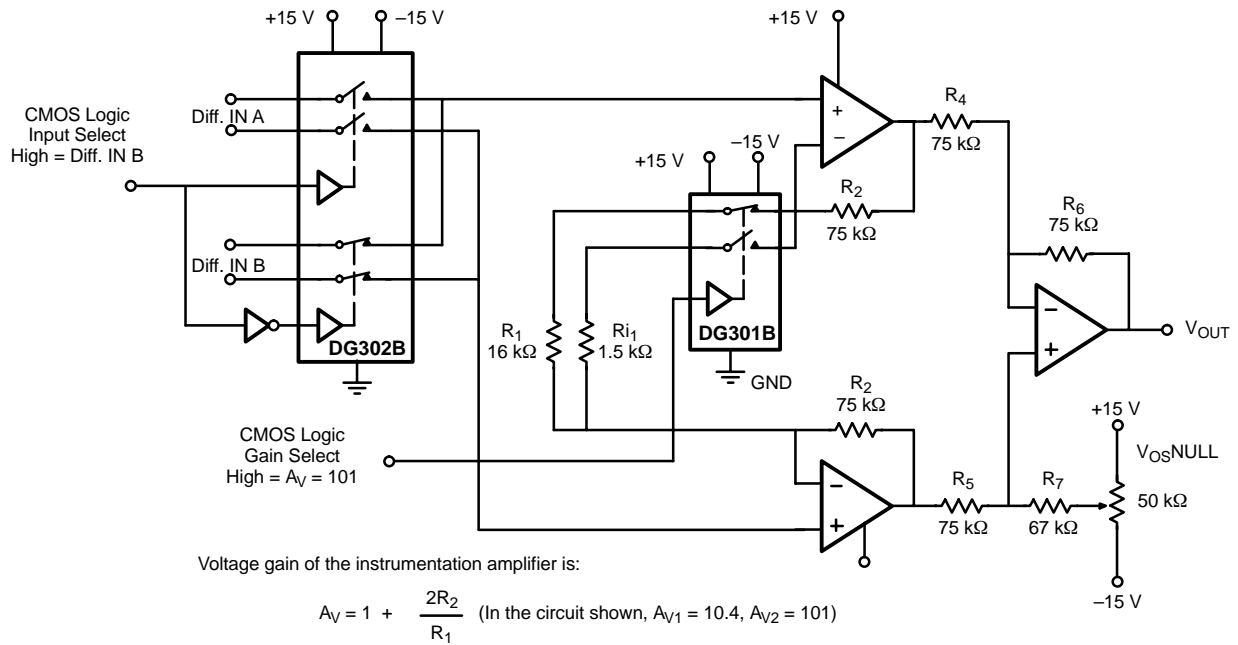 +15 V
–15 V
CMOS Logic
Input Select
High = Diff. IN B
Diff. IN A
Diff. IN B
DG302B
+15 V
+
–
R4
75 kΩ
+15 V
–15 V
R2
75 kΩ
R6
75 kΩ
R1
16 kΩ
Ri1
1.5 kΩ
DG301B
GND
–
+
VOUT
CMOS Logic
Gain Select
High = AV = 101
R2
75 kΩ
–
+
R5
75 kΩ
R7
67 kΩ
+15 V
VOSNULL
50 kΩ
–15 V
Voltage gain of the instrumentation amplifier is:
AV = 1 + 2R2 / R1 (In the circuit shown, AV1 = 10.4, AV2 = 101)